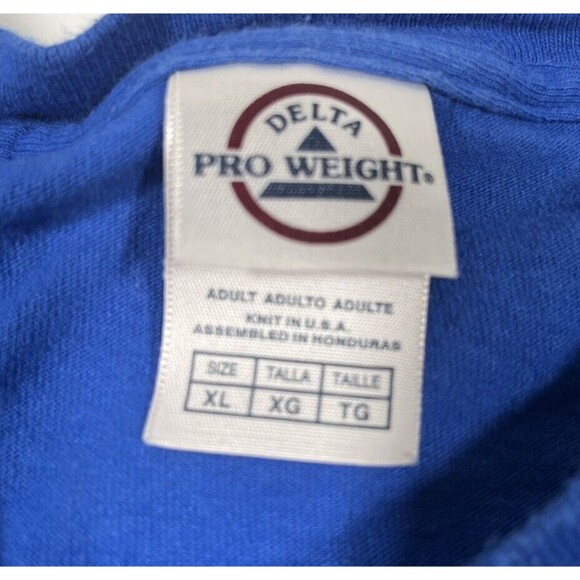 DELTA
PRO WEIGHT®
ADULT ADULTO ADULTE
KNIT IN U.S.A.
ASSEMBLED IN HONDURAS
SIZE TALLA TAILLE
XL XG TG